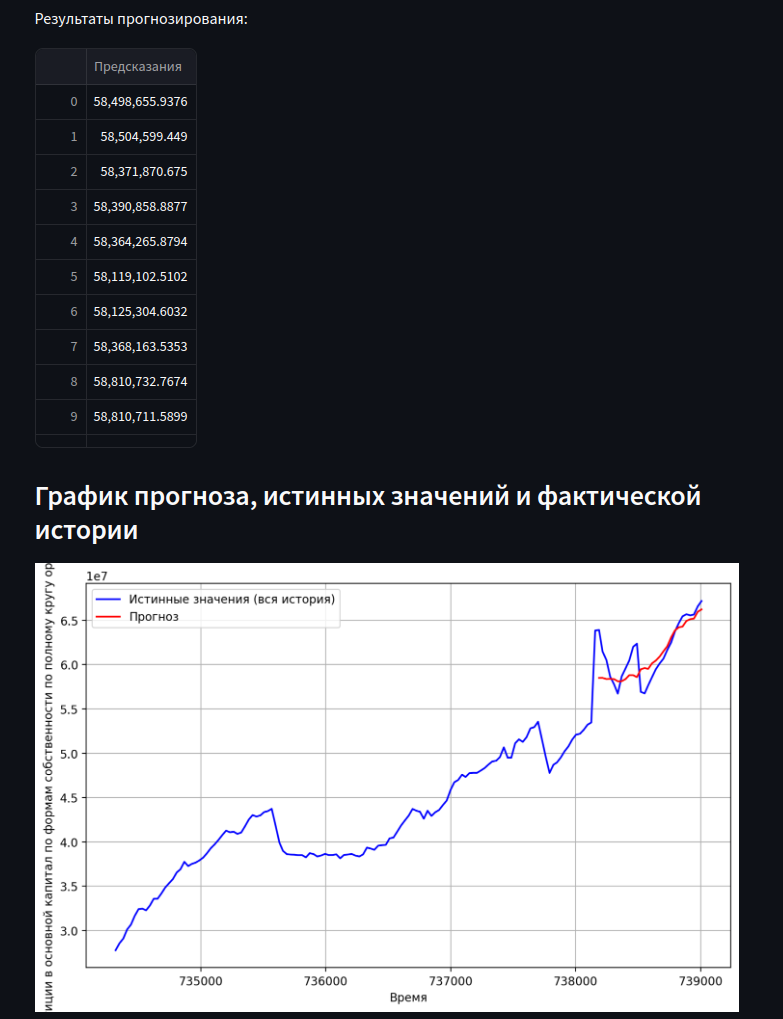 Результаты прогнозирования:
Предсказания
0 58,498,655.9376
1 58,504,599.449
2 58,371,870.675
3 58,390,858.8877
4 58,364,265.8794
5 58,119,102.5102
6 58,125,304.6032
7 58,368,163.5353
8 58,810,732.7674
9 58,810,711.5899
График прогноза, истинных значений и фактической
истории
1e7
Истинные значения (вся история)
Прогноз
6.5
6.0
5.5
5.0
4.5
4.0
3.5
3.0
в основной капитал по формам собственности по полному кругу
735000 736000 737000 738000 739000
Время